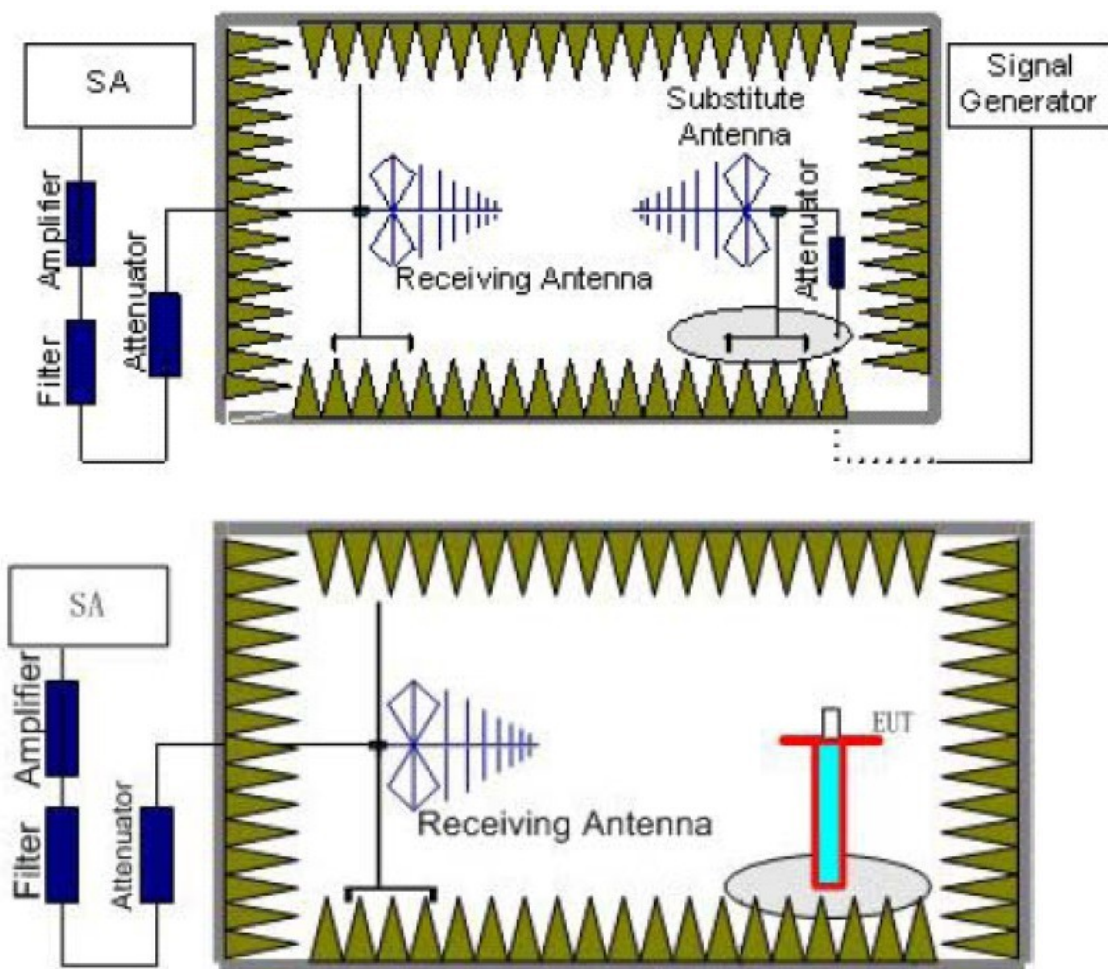 SA
Signal
Generator
Substitute
Antenna
Amplifier
Attenuator
Attenuator
Receiving Antenna
Filter
SA
Amplifier
EUT
Attenuator
Receiving Antenna
Filter